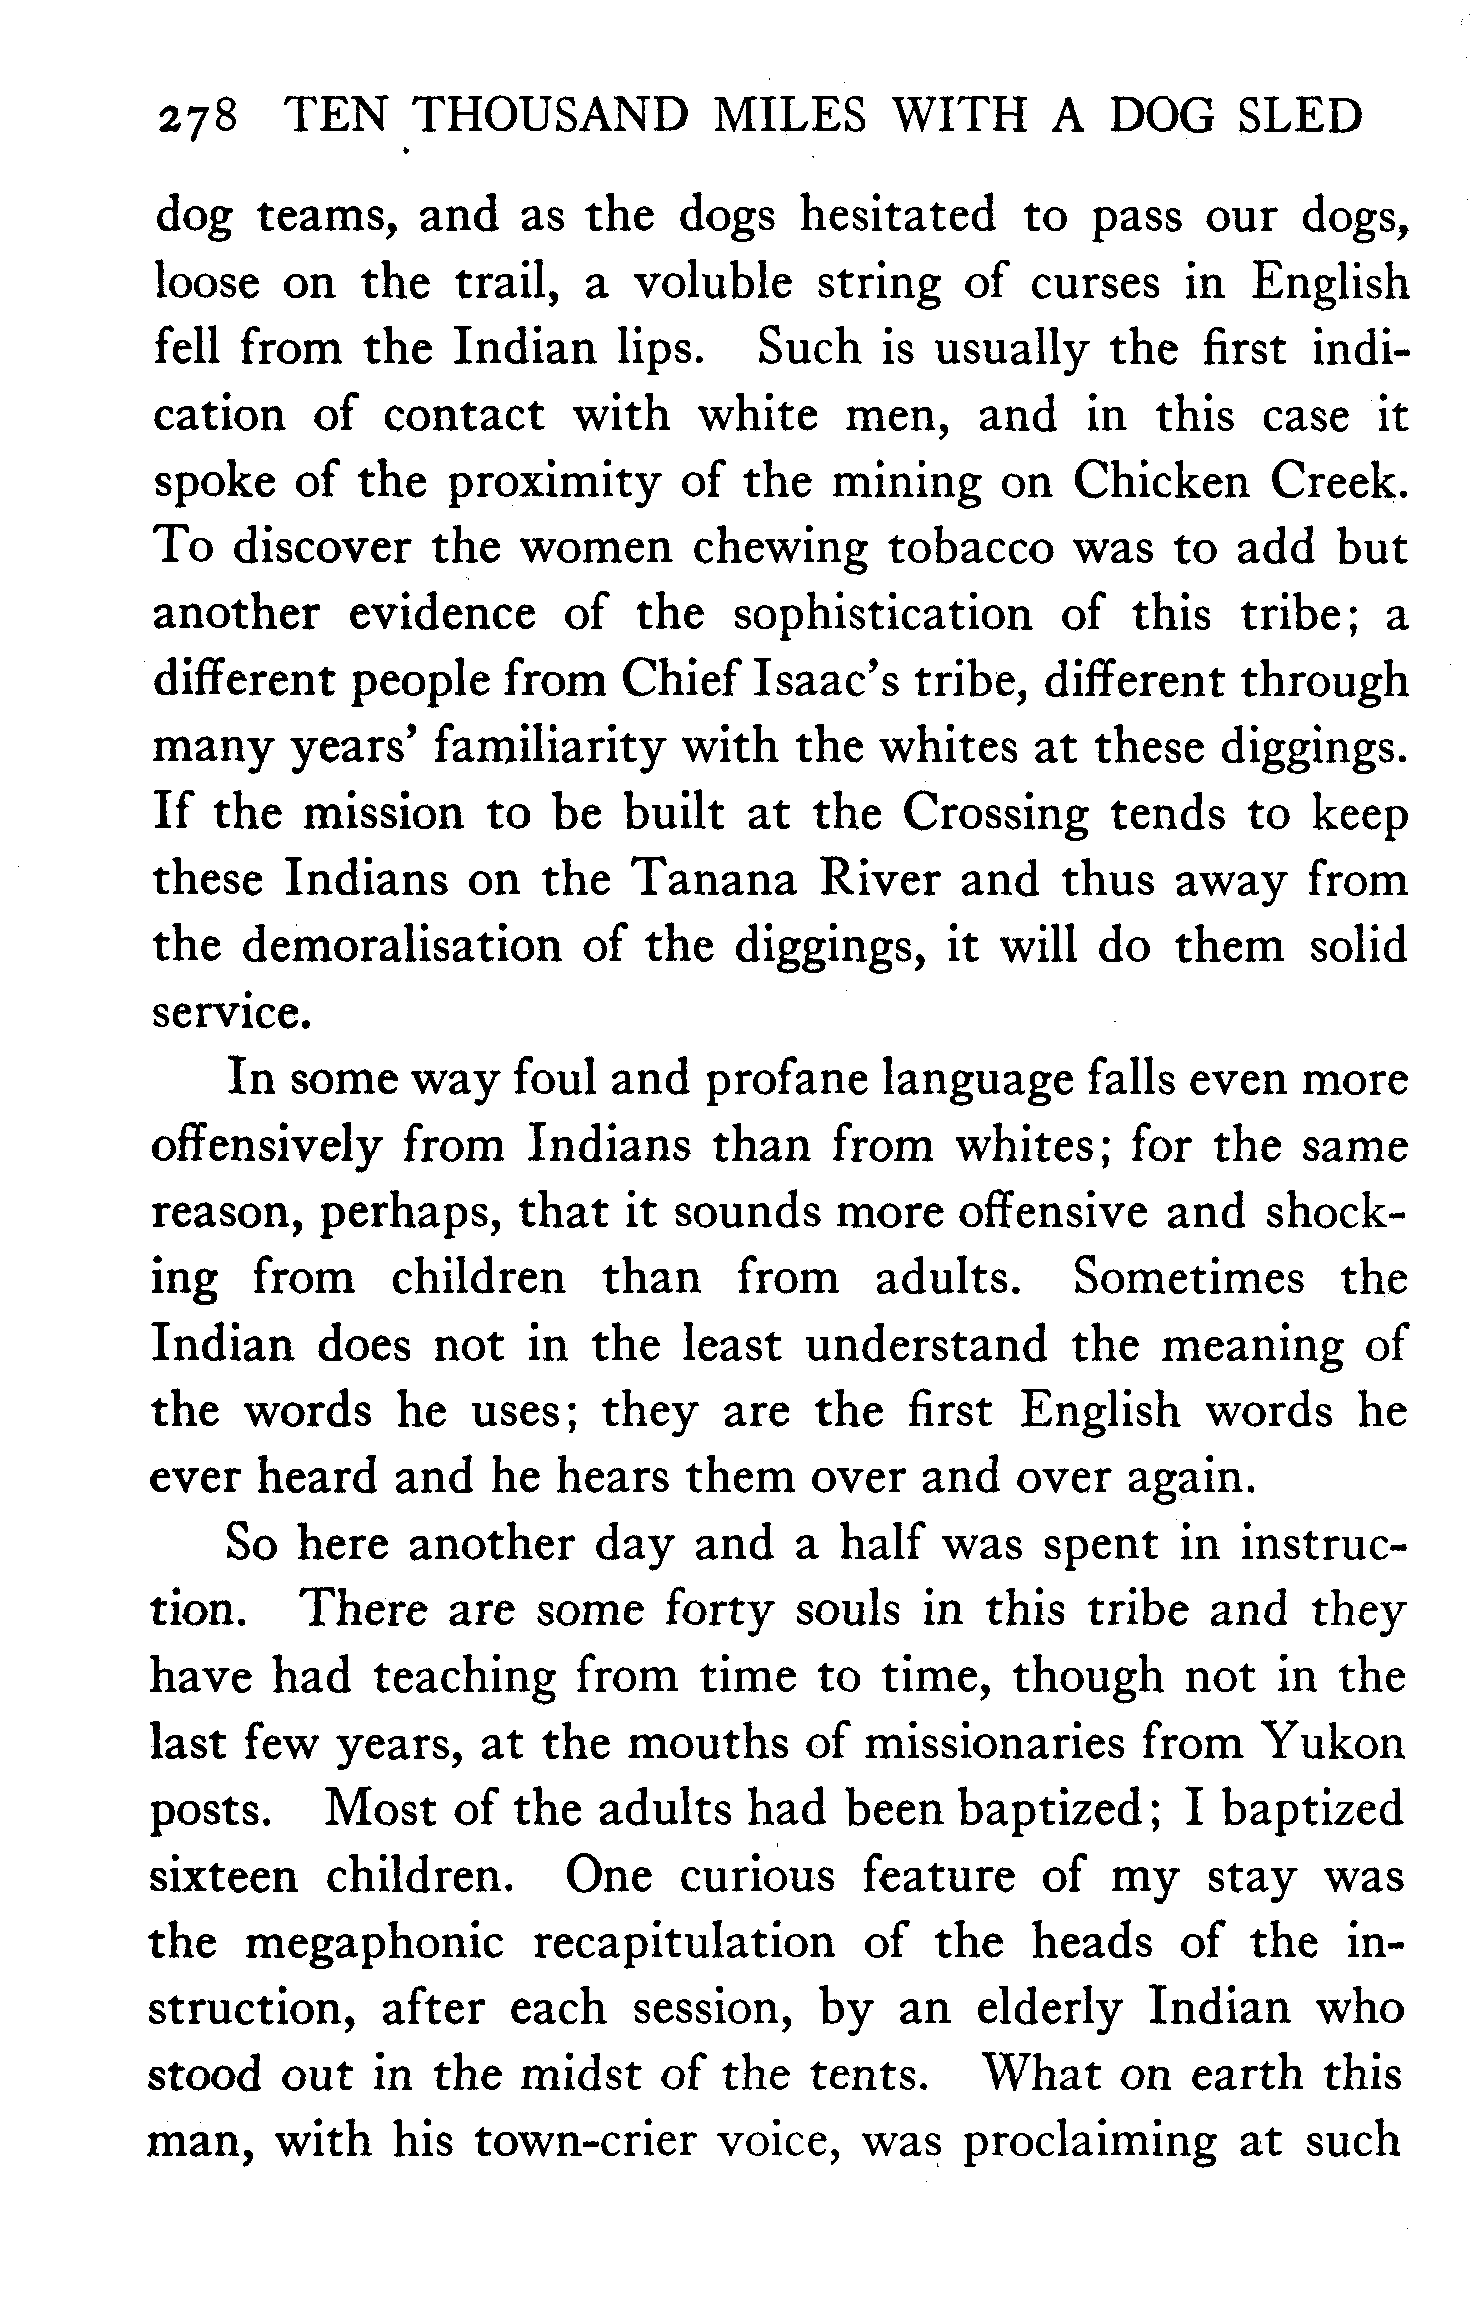 278 TEN THOUSAND MILES WITH A DOG SLED
dog teams, and as the dogs hesitated to pass our dogs,
loose on the trail, a voluble string of curses in English
fell from the Indian lips. Such is usually the first indi-
cation of contact with white men, and in this case it
spoke of the proximity of the mining on Chicken Creek.
To discover the women chewing tobacco was to add but
another evidence of the sophistication of this tribe; a
different people from Chief Isaac's tribe, different through
many years' familiarity with the whites at these diggings.
If the mission to be built at the Crossing tends to keep
these Indians on the Tanana River and thus away from
the demoralisation of the diggings, it will do them solid
service.
In some way foul and profane language falls even more
offensively from Indians than from whites; for the same
reason, perhaps, that it sounds more offensive and shock-
ing from children than from adults. Sometimes the
Indian does not in the least understand the meaning of
the words he uses; they are the first English words he
ever heard and he hears them over and over again.
So here another day and a half was spent in instruc-
tion. There are some forty souls in this tribe and they
have had teaching from time to time, though not in the
last few years, at the mouths of missionaries from Yukon
posts. Most of the adults had been baptized; I baptized
sixteen children. One curious feature of my stay was
the megaphonic recapitulation of the heads of the in-
struction, after each session, by an elderly Indian who
stood out in the midst of the tents. What on earth this
man, with his town-crier voice, was proclaiming at such